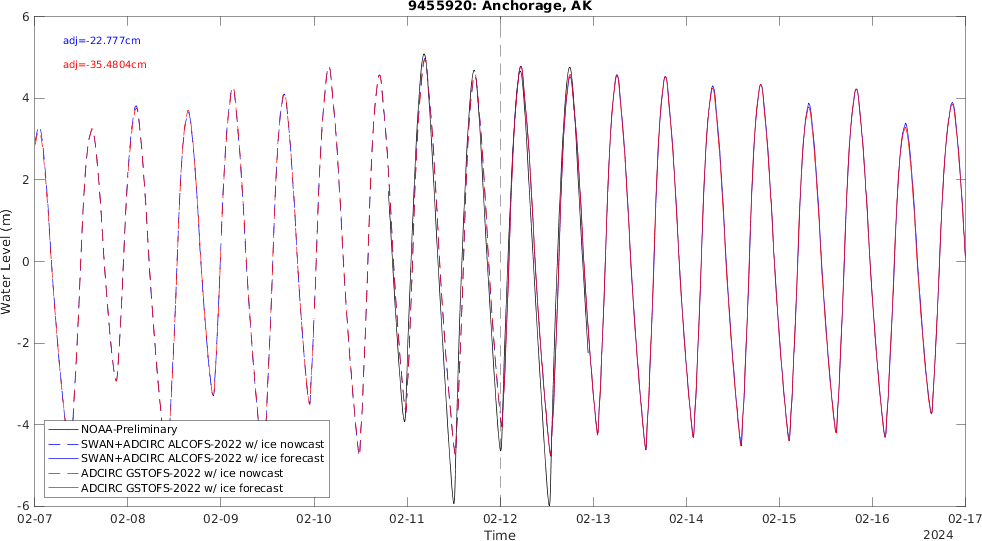 9455920: Anchorage, AK
adj=-22.777cm
adj=-35.4804cm
6
4
2
0
-2
-4
-6
Water Level (m)
NOAA-Preliminary
SWAN+ADCIRC ALCOFS-2022 w/ ice nowcast
SWAN+ADCIRC ALCOFS-2022 w/ ice forecast
ADCIRC GSTOFS-2022 w/ ice nowcast
ADCIRC GSTOFS-2022 w/ ice forecast
02-07 02-08 02-09 02-10 02-11 02-12 02-13 02-14 02-15 02-16 02-17
Time
2024